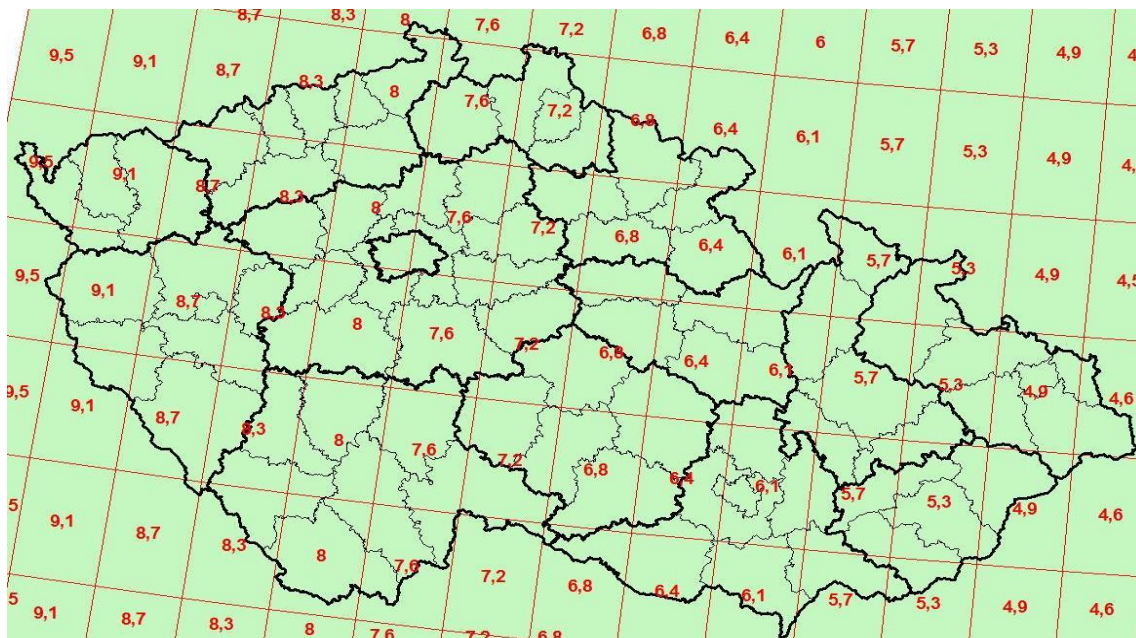 8,7 8,3 8 7,6 7,2 6,8 6,4 6 5,7 5,3 4,9
9,5 9,1 8,7 8,3 8 7,6 7,2 6,8 6,4 6,1 5,7 5,3 4,9
9,5 9,1 8,7 8,3 8 7,6 7,2 6,8 6,4 6,1 5,7 5,3 4,9 4,5
9,5 9,1 8,7 8,3 8 7,6 7,2 6,8 6,4 6,1 5,7 5,3 4,9 4,6
9,5 9,1 8,7 8,3 8 7,6 7,2 6,8 6,4 6,1 5,7 5,3 4,9 4,6
9,1 8,7 8,3 8 7,6 7,2 6,8 6,4 6,1 5,7 5,3 4,9 4,6
9,1 8,7 8,3 8 7,6 7,2 6,8